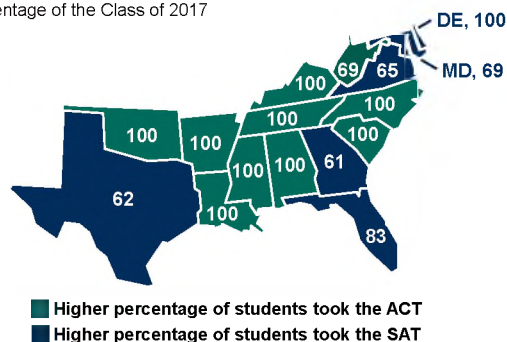 entage of the Class of 2017
DE, 100
69
65
MD, 69
100
100
100
100
100
100
100
100
61
62
100
83
Higher percentage of students took the ACT
Higher percentage of students took the SAT